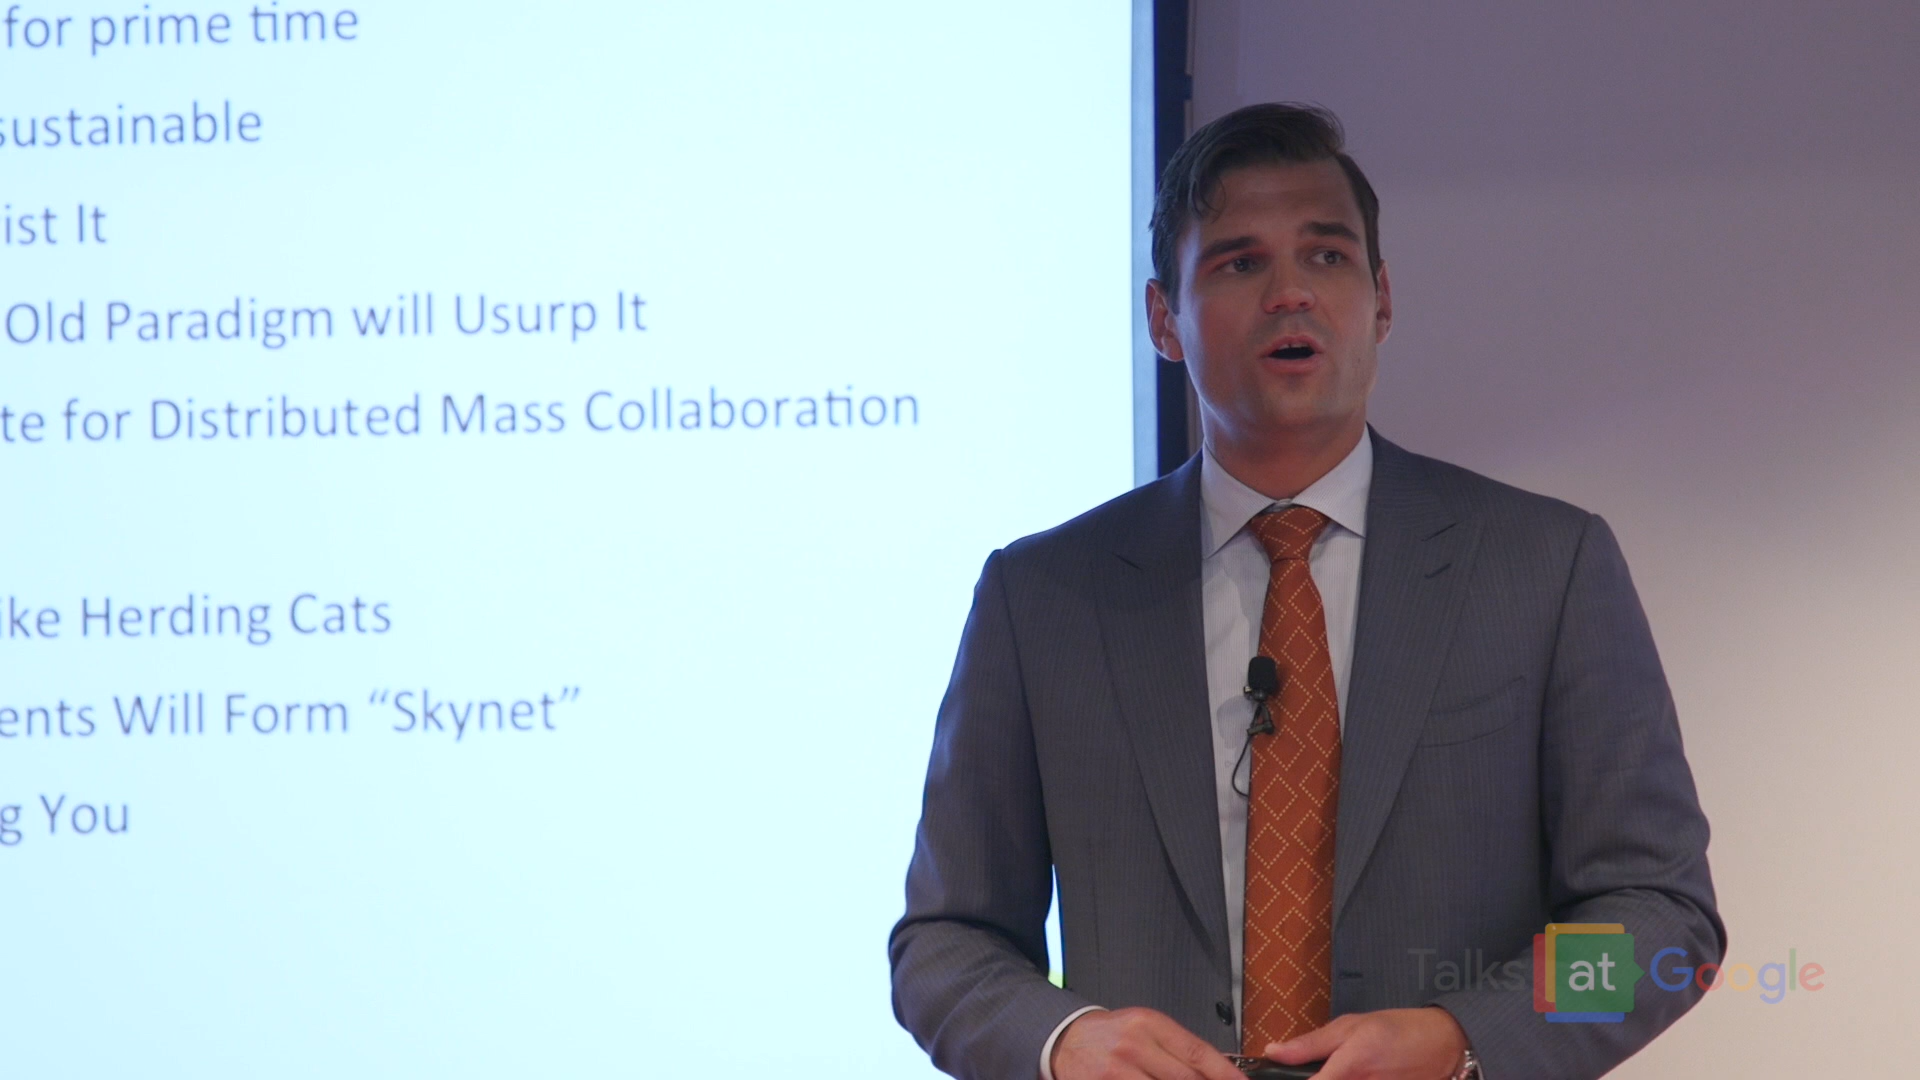 for prime time
sustainable
ist It
Old Paradigm will Usurp It
te for Distributed Mass Collaboration
ike Herding Cats
ents Will Form “Skynet”
g You
Talks at Google